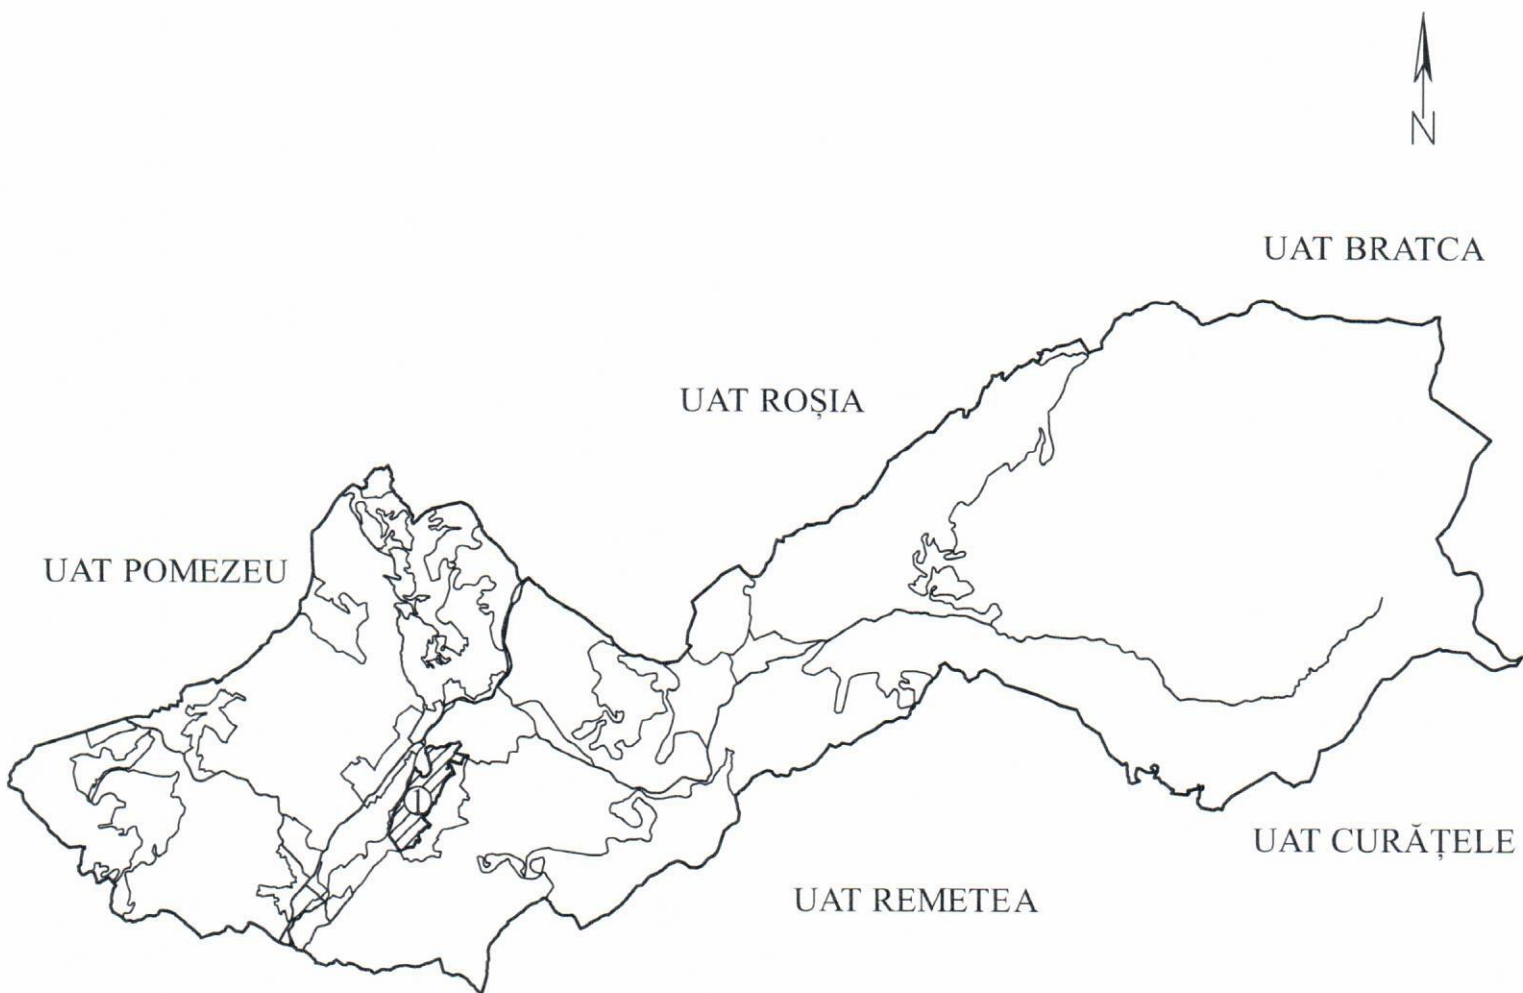 N
UAT BRATCA
UAT ROȘIA
UAT POMEZEU
1
UAT CURĂȚELE
UAT REMETEA